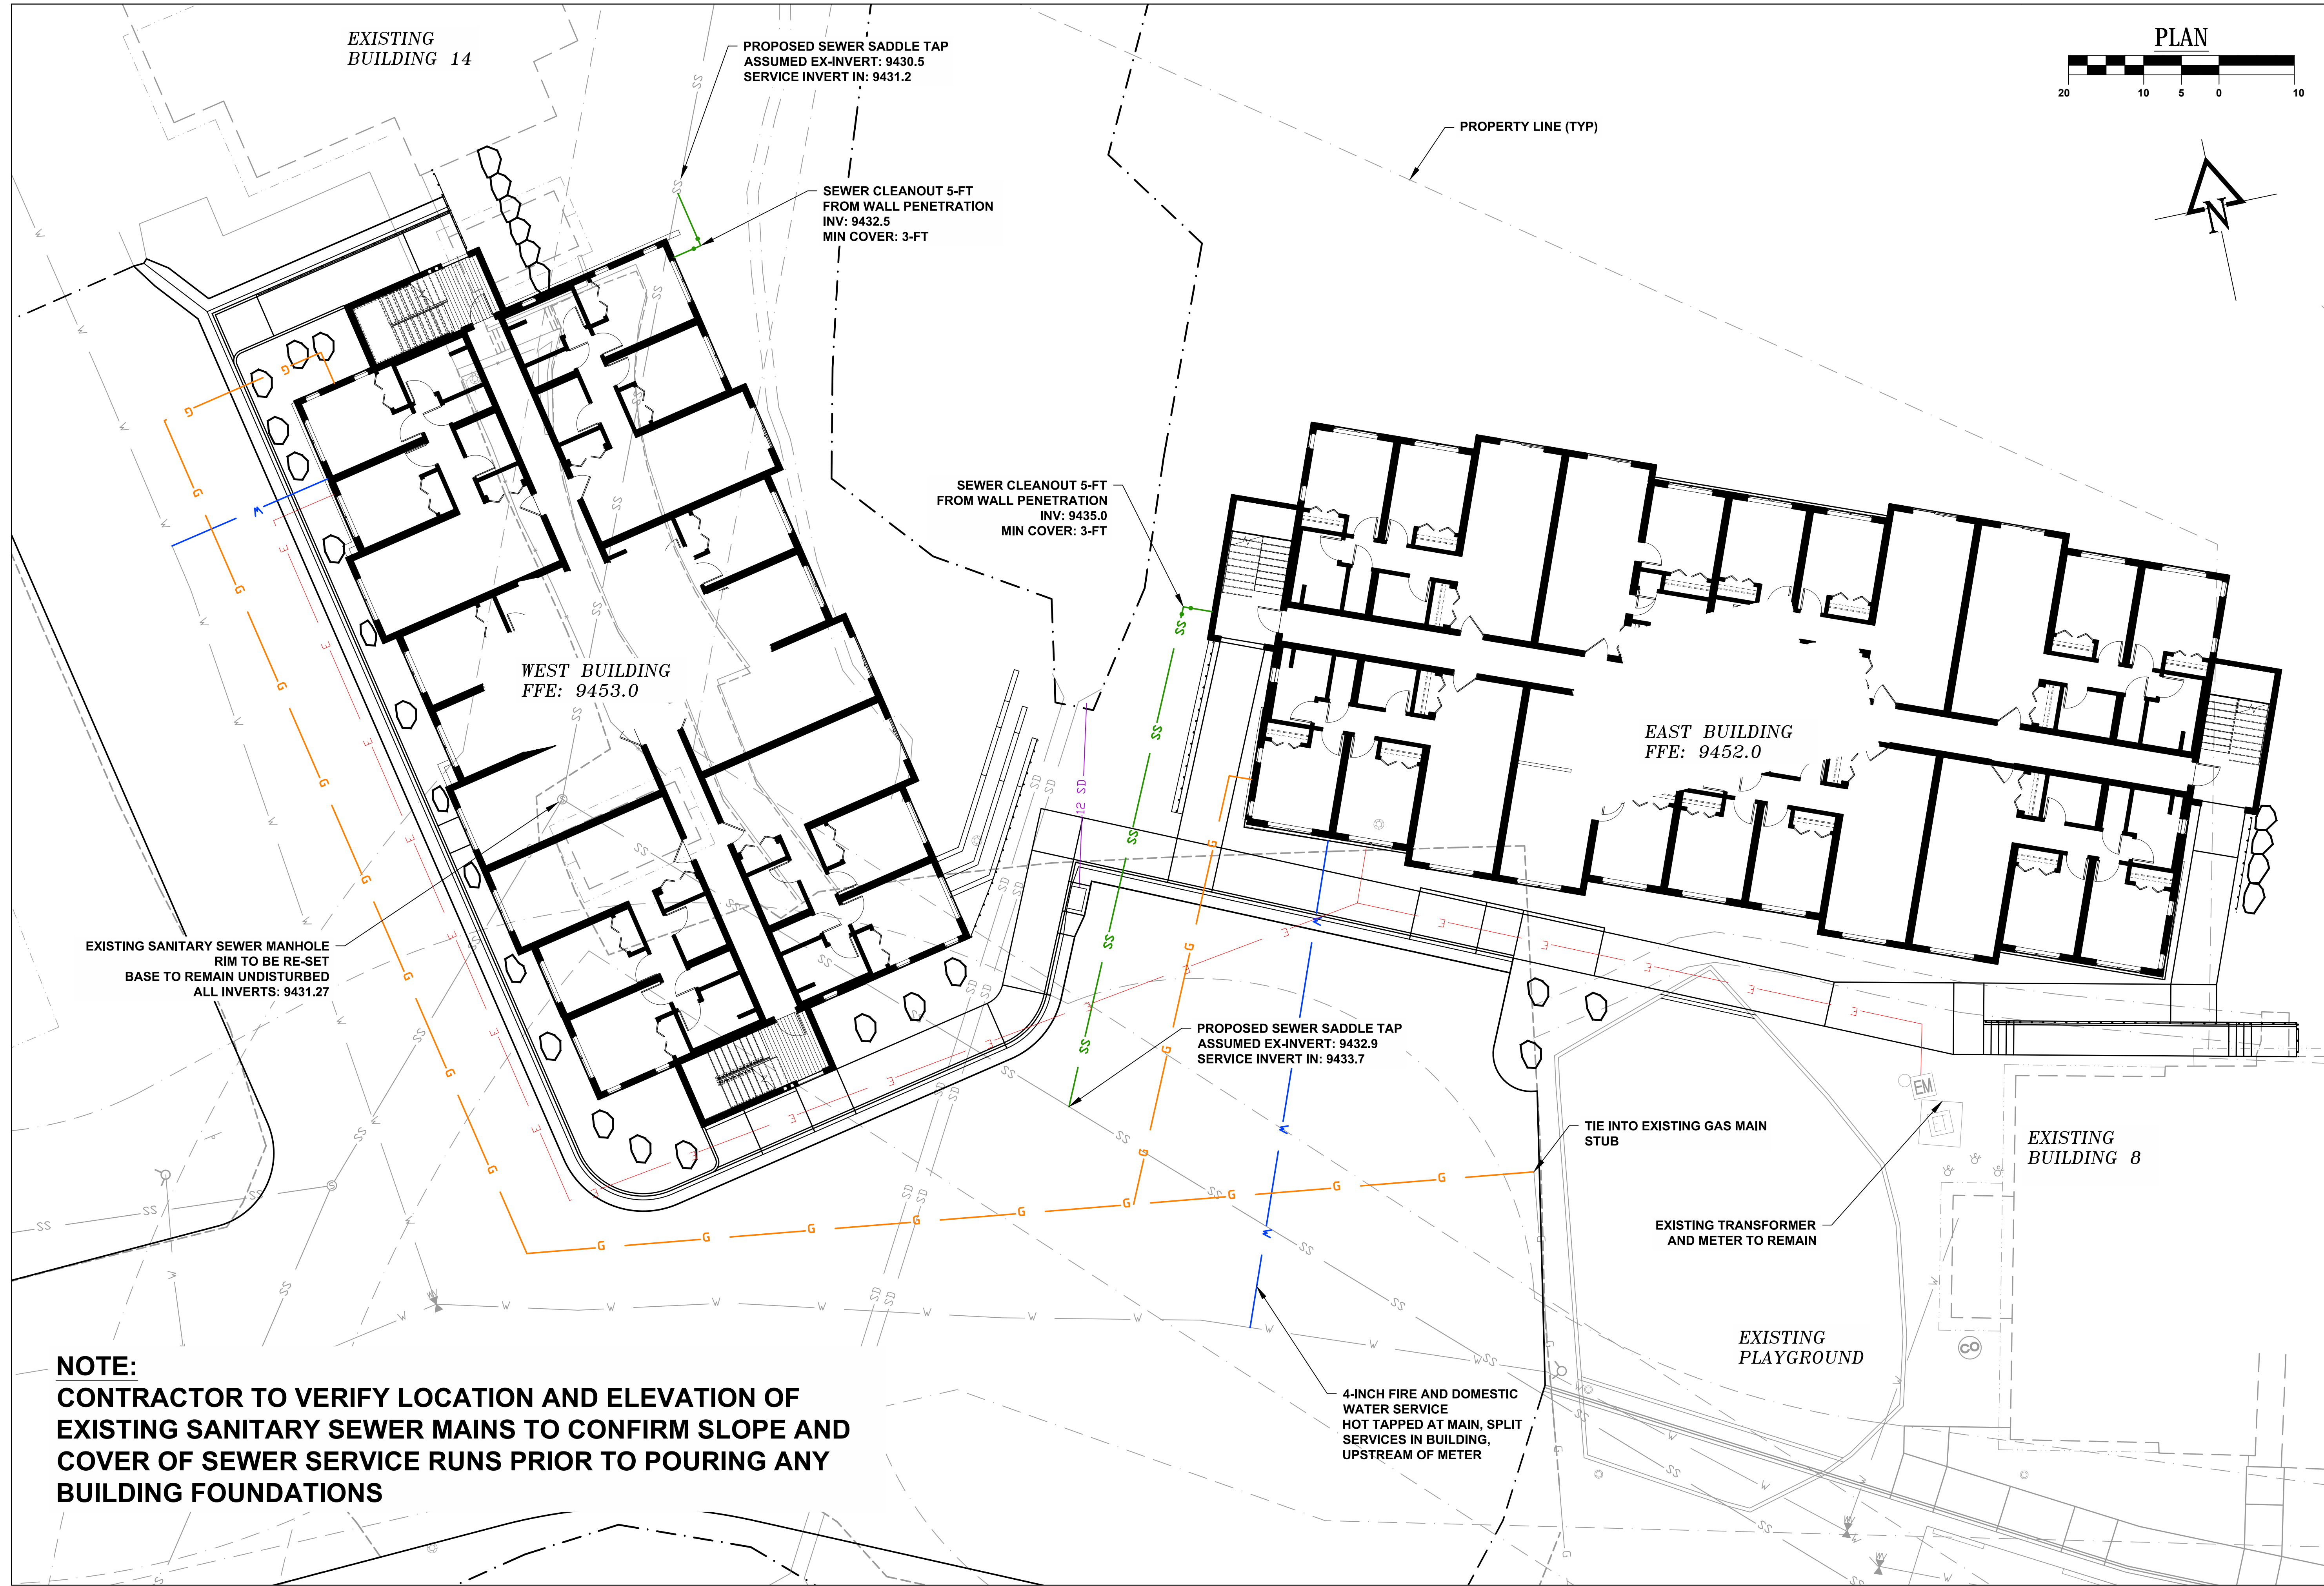 EXISTING
BUILDING 14
PROPOSED SEWER SADDLE TAP
ASSUMED EX-INVERT: 9430.5
SERVICE INVERT IN: 9431.2
PLAN
20 10 5 0 10
PROPERTY LINE (TYP)
N
SEWER CLEANOUT 5-FT
FROM WALL PENETRATION
INV: 9432.5
MIN COVER: 3-FT
SEWER CLEANOUT 5-FT
FROM WALL PENETRATION
INV: 9435.0
MIN COVER: 3-FT
WEST BUILDING
FFE: 9453.0
EAST BUILDING
FFE: 9452.0
12 SD
EXISTING SANITARY SEWER MANHOLE
RIM TO BE RE-SET
BASE TO REMAIN UNDISTURBED
ALL INVERTS: 9431.27
PROPOSED SEWER SADDLE TAP
ASSUMED EX-INVERT: 9432.9
SERVICE INVERT IN: 9433.7
EM
ET
TIE INTO EXISTING GAS MAIN
STUB
EXISTING
BUILDING 8
EXISTING TRANSFORMER
AND METER TO REMAIN
EXISTING
PLAYGROUND
CO
4-INCH FIRE AND DOMESTIC
WATER SERVICE
HOT TAPPED AT MAIN, SPLIT
SERVICES IN BUILDING,
UPSTREAM OF METER
NOTE:
CONTRACTOR TO VERIFY LOCATION AND ELEVATION OF
EXISTING SANITARY SEWER MAINS TO CONFIRM SLOPE AND
COVER OF SEWER SERVICE RUNS PRIOR TO POURING ANY
BUILDING FOUNDATIONS